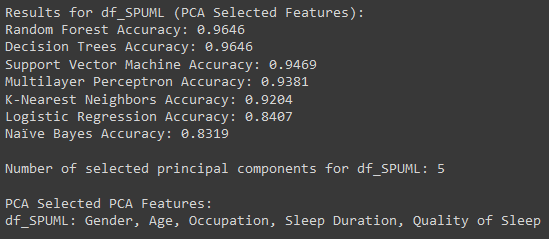 Results for df_SPUML (PCA Selected Features):
Random Forest Accuracy: 0.9646
Decision Trees Accuracy: 0.9646
Support Vector Machine Accuracy: 0.9469
Multilayer Perceptron Accuracy: 0.9381
K-Nearest Neighbors Accuracy: 0.9204
Logistic Regression Accuracy: 0.8407
Naïve Bayes Accuracy: 0.8319
Number of selected principal components for df_SPUML: 5
PCA Selected PCA Features:
df_SPUML: Gender, Age, Occupation, Sleep Duration, Quality of Sleep